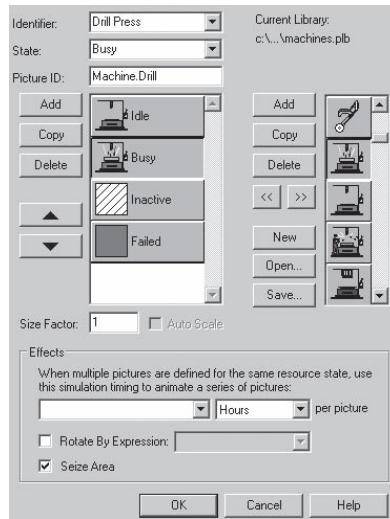 Identifier: Drill Press
Current Library:
c:\...\machines.plb
State: Busy
Picture ID: Machine.Drill
Add
Copy
Delete
Idle
Busy
Inactive
Failed
Add
Copy
Delete
<< >>
New
Open...
Save...
Size Factor: 1 Auto Scale
Effects
When multiple pictures are defined for the same resource state, use
this simulation timing to animate a series of pictures:
Hours per picture
Rotate By Expression:
Seize Area
OK Cancel Help